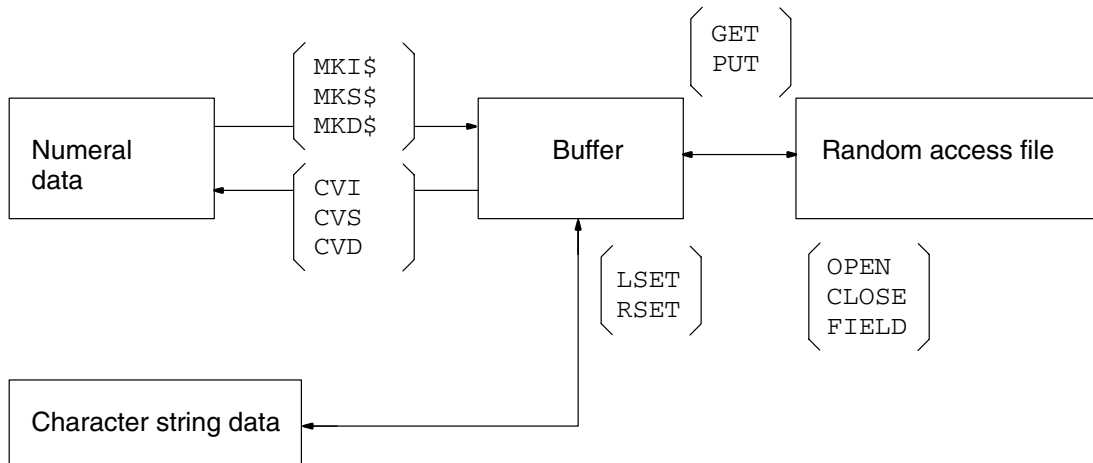 GET
PUT
MKI$
MKS$
MKD$
Numeral
data
Buffer
Random access file
CVI
CVS
CVD
LSET
RSET
OPEN
CLOSE
FIELD
Character string data